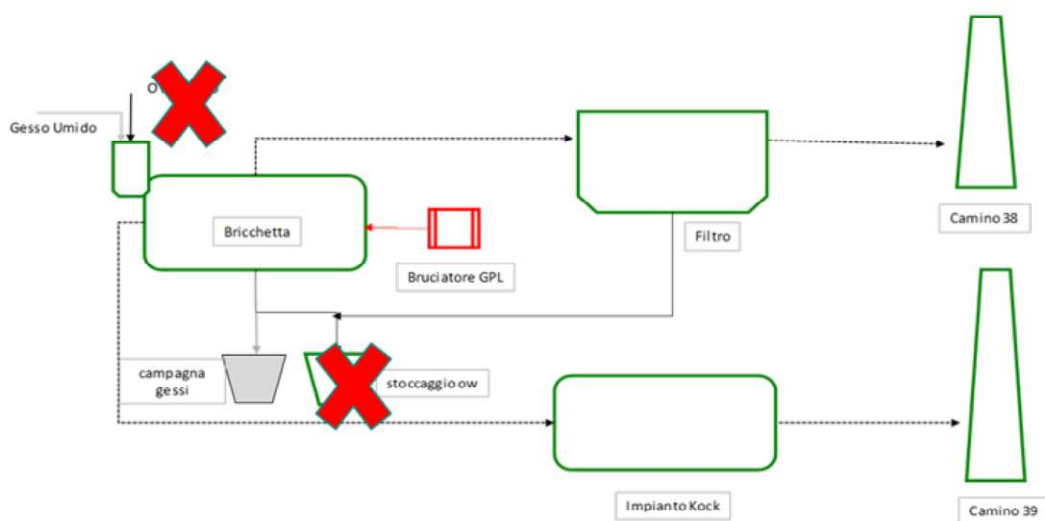 Gesso Umido
Bricchetta
Bruciatore GPL
Filtro
Camino 38
campagna
gessi
stoccaggio ow
Impianto Kock
Camino 39